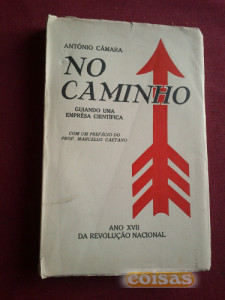 ANTÓNIO CÂMARA
NO
CAMINHO
GUIANDO UMA
EMPRÊSA CIENTÍFICA
COM UM PREFÁCIO DO
PROF. MARCELLO CAETANO
ANO XVII
DA REVOLUÇÃO NACIONAL
coisas